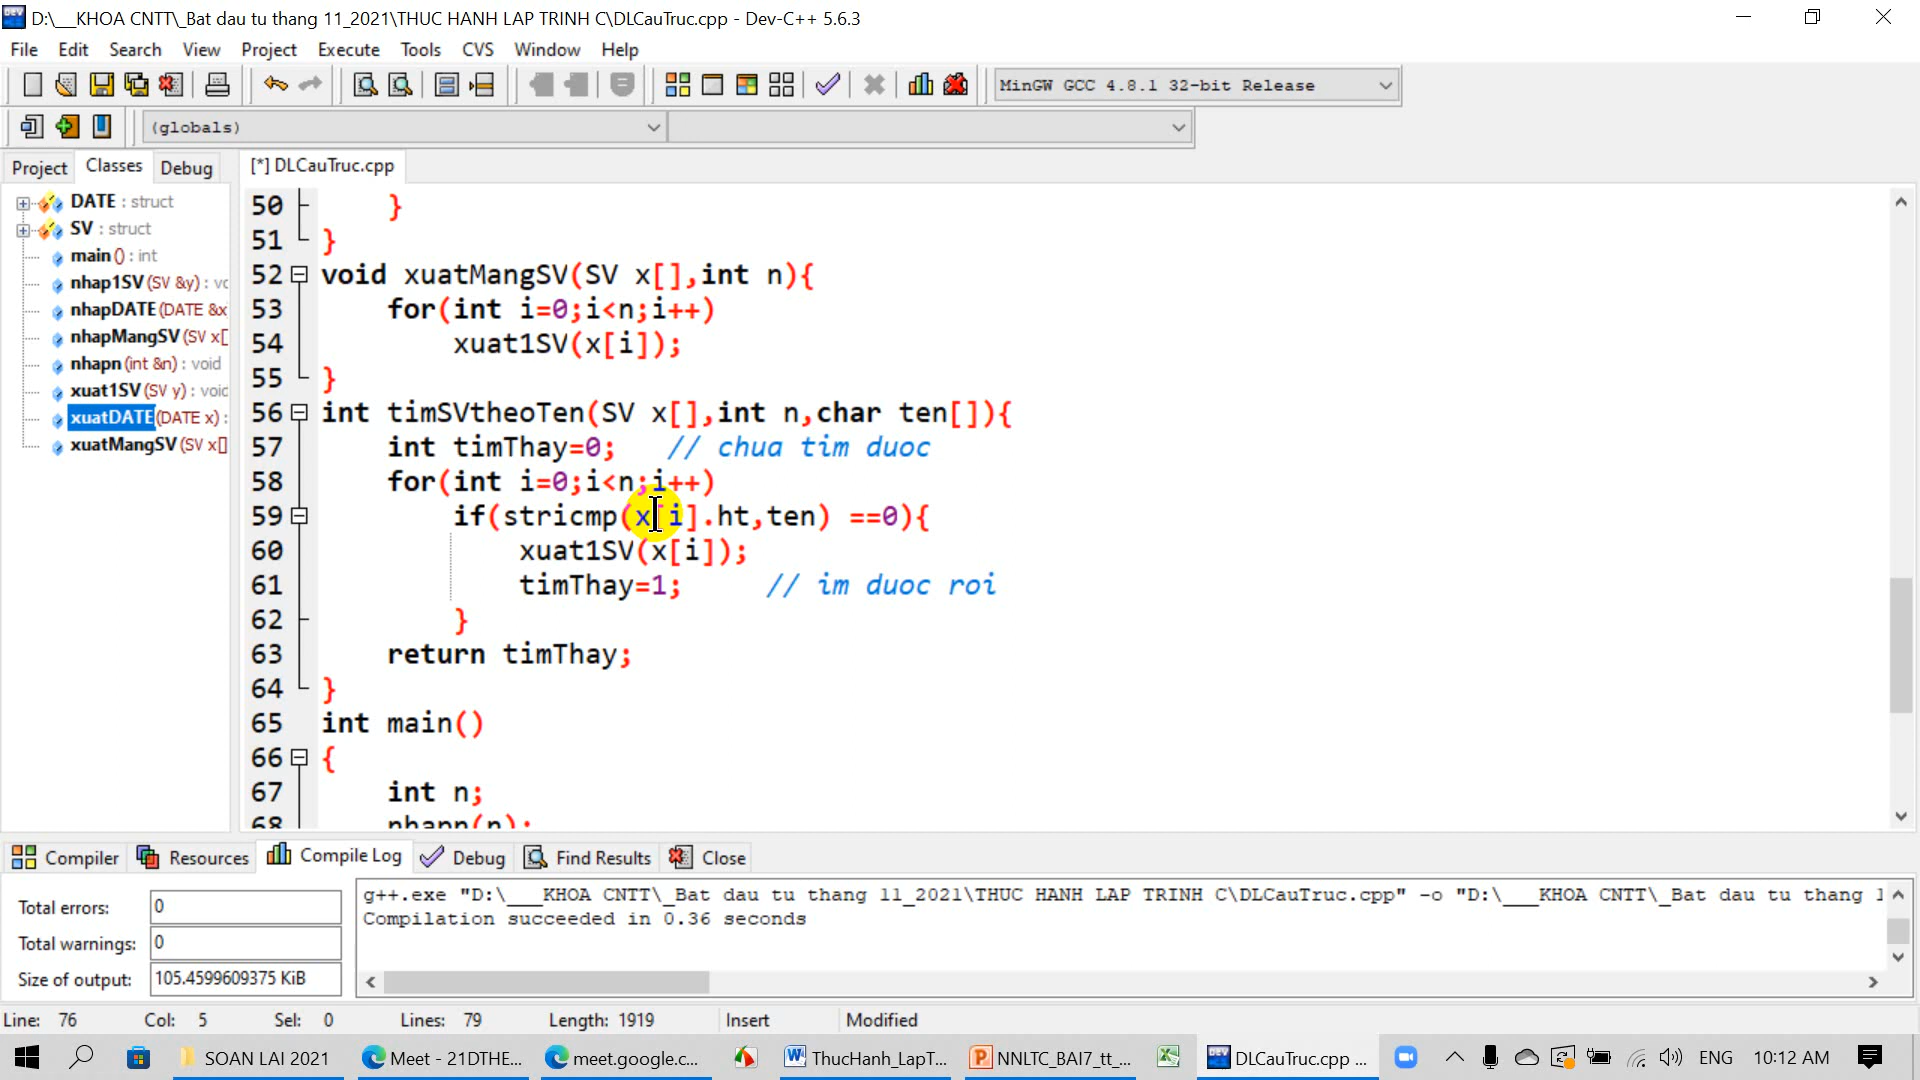 D:\___KHOA CNTT\_Bat dau tu thang 11_2021\THUC HANH LAP TRINH C\DLCauTruc.cpp - Dev-C++ 5.6.3
File Edit Search View Project Execute Tools CVS Window Help
MinGW GCC 4.8.1 32-bit Release
(globals)
Project Classes Debug
[*] DLCauTruc.cpp
DATE : struct
SV : struct
main () : int
nhap1SV (SV &y) : vc
nhapDATE (DATE &x
nhapMangSV (SV x[
nhapn (int &n) : void
xuat1SV (SV y) : voic
xuatDATE (DATE x) :
xuatMangSV (SV x[]
50 }
51 }
52 void xuatMangSV(SV x[],int n){
53 for(int i=0;i<n;i++)
54 xuat1SV(x[i]);
55 }
56 int timSVtheoTen(SV x[],int n,char ten[]){
57 int timThay=0; // chua tim duoc
58 for(int i=0;i<n;i++)
59 if(stricmp(x[i].ht,ten) ==0){
60 xuat1SV(x[i]);
61 timThay=1; // im duoc roi
62 }
63 return timThay;
64 }
65 int main()
66 {
67 int n;
68 nhapn(n);
Compiler Resources Compile Log Debug Find Results Close
Total errors: 0
Total warnings: 0
Size of output: 105.4599609375 KiB
g++.exe "D:\___KHOA CNTT\_Bat dau tu thang 11_2021\THUC HANH LAP TRINH C\DLCauTruc.cpp" -o "D:\___KHOA CNTT\_Bat dau tu thang 1
Compilation succeeded in 0.36 seconds
Line: 76 Col: 5 Sel: 0 Lines: 79 Length: 1919 Insert Modified
SOAN LAI 2021 Meet - 21DTHE... meet.google.c... ThucHanh_LapT... NNLTC_BAI7_tt_... DLCauTruc.cpp ... ENG 10:12 AM